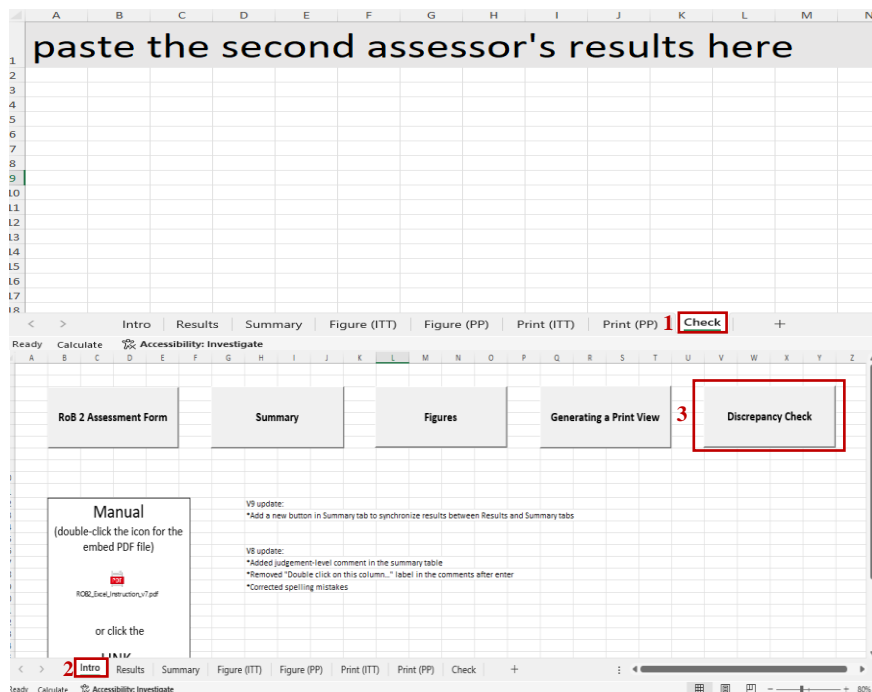 A B C D E F G H I J K L M N
1 paste the second assessor's results here
2
3
4
5
6
7
8
9
10
11
12
13
14
15
16
17
18
< > Intro Results Summary Figure (ITT) Figure (PP) Print (ITT) Print (PP) 1 Check +
Ready Calculate Accessibility: Investigate
A B C D E F G H I J K L M N O P Q R S T U V W X Y Z
RoB 2 Assessment Form Summary Figures Generating a Print View 3 Discrepancy Check
Manual
(double-click the icon for the
embed PDF file)
PDF
ROB2_Excel_Instruction_v7.pdf
or click the
LINK
V9 update:
*Add a new button in Summary tab to synchronize results between Results and Summary tabs
V8 update:
*Added judgement-level comment in the summary table
*Removed "Double click on this column..." label in the comments after enter
*Corrected spelling mistakes
< > 2 Intro Results Summary Figure (ITT) Figure (PP) Print (ITT) Print (PP) Check +
Ready Calculate Accessibility: Investigate 80%